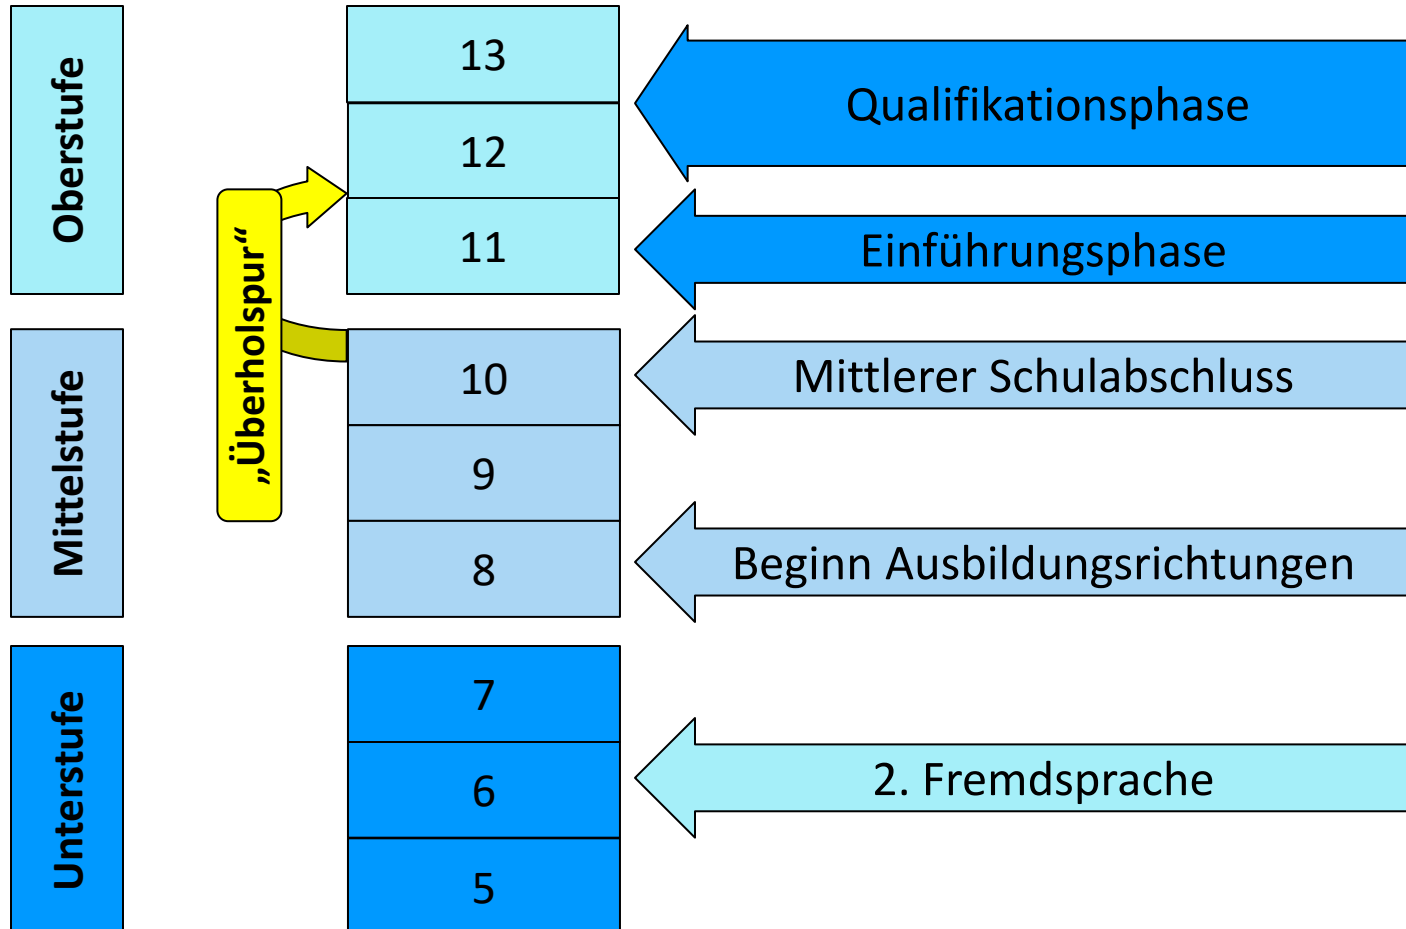 Oberstufe
13
Qualifikationsphase
12
11
Einführungsphase
„Überholspur“
Mittelstufe
10
Mittlerer Schulabschluss
9
8
Beginn Ausbildungsrichtungen
Unterstufe
7
6
2. Fremdsprache
5